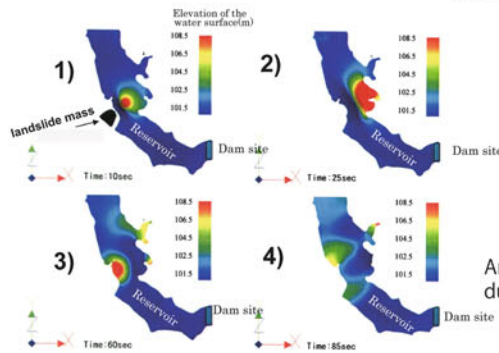 Elevation of the
water surface(m)
1)
108.5
106.5
104.5
102.5
101.5
landslide mass
Reservoir
Dam site
X
Time:10sec
2)
108.5
106.5
104.5
102.5
101.5
Reservoir
Dam site
X
Time:25sec
3)
108.5
106.5
104.5
102.5
101.5
Reservoir
Dam site
X
Time:60sec
4)
108.5
106.5
104.5
102.5
101.5
Reservoir
Dam site
X
Time:85sec